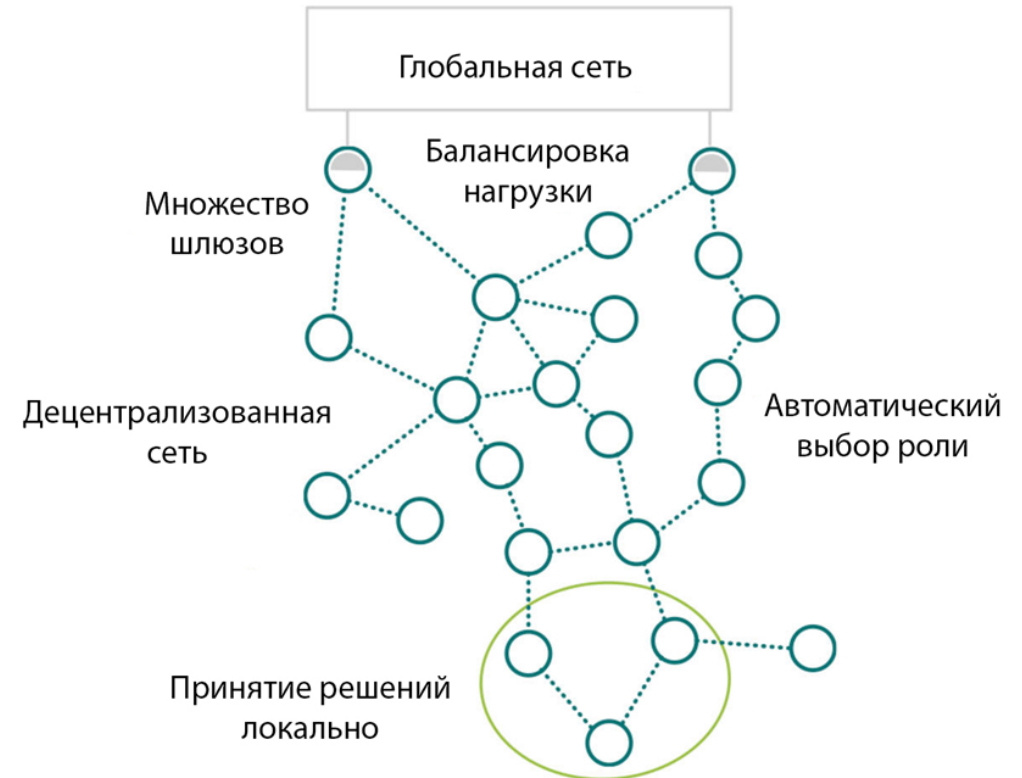 Глобальная сеть
Балансировка
нагрузки
Множество
шлюзов
Децентрализованная
сеть
Автоматический
выбор роли
Принятие решений
локально